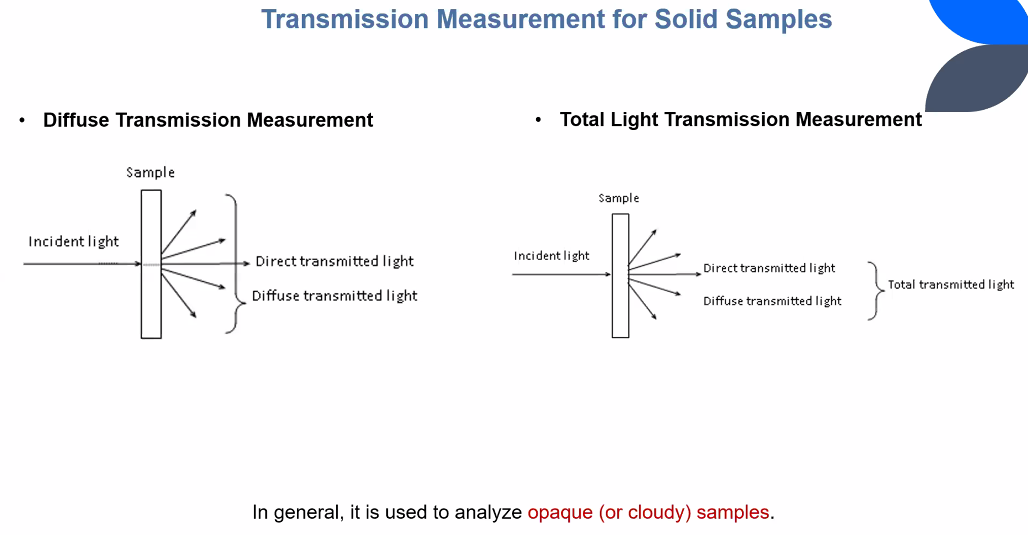 Transmission Measurement for Solid Samples
• Diffuse Transmission Measurement
Sample
Incident light
Direct transmitted light
Diffuse transmitted light
• Total Light Transmission Measurement
Sample
Incident light
Direct transmitted light
Diffuse transmitted light
Total transmitted light
In general, it is used to analyze opaque (or cloudy) samples.